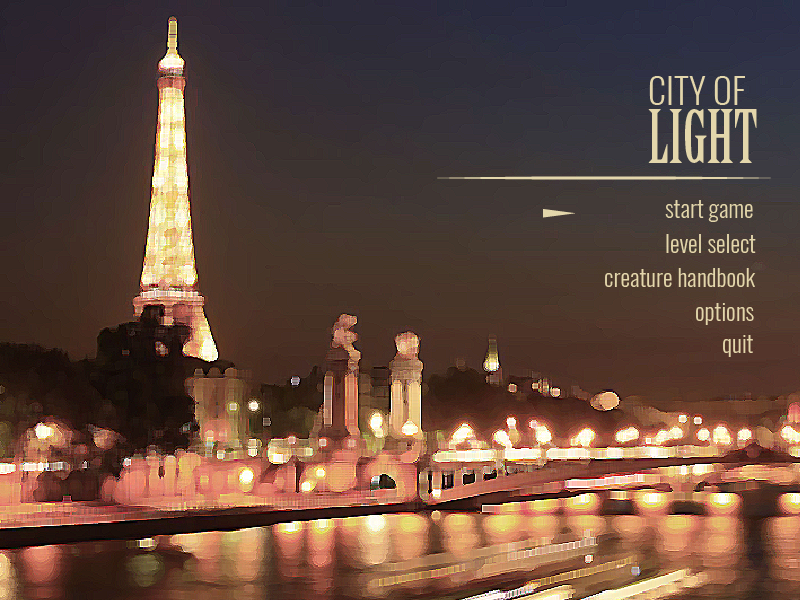 CITY OF
LIGHT
start game
level select
creature handbook
options
quit